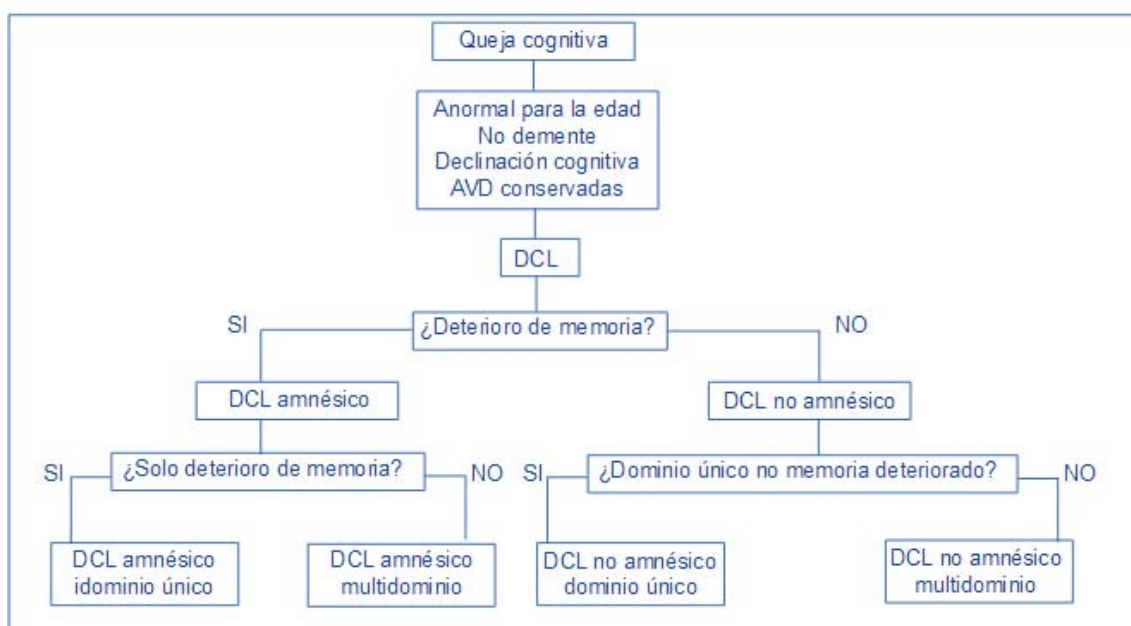 Queja cognitiva
Anormal para la edad
No demente
Declinación cognitiva
AVD conservadas
DCL
SI
¿Deterioro de memoria?
NO
DCL amnésico
DCL no amnésico
SI
¿Solo deterioro de memoria?
NO
SI
¿Dominio único no memoria deteriorado?
NO
DCL amnésico
idominio único
DCL amnésico
multidominio
DCL no amnésico
dominio único
DCL no amnésico
multidominio